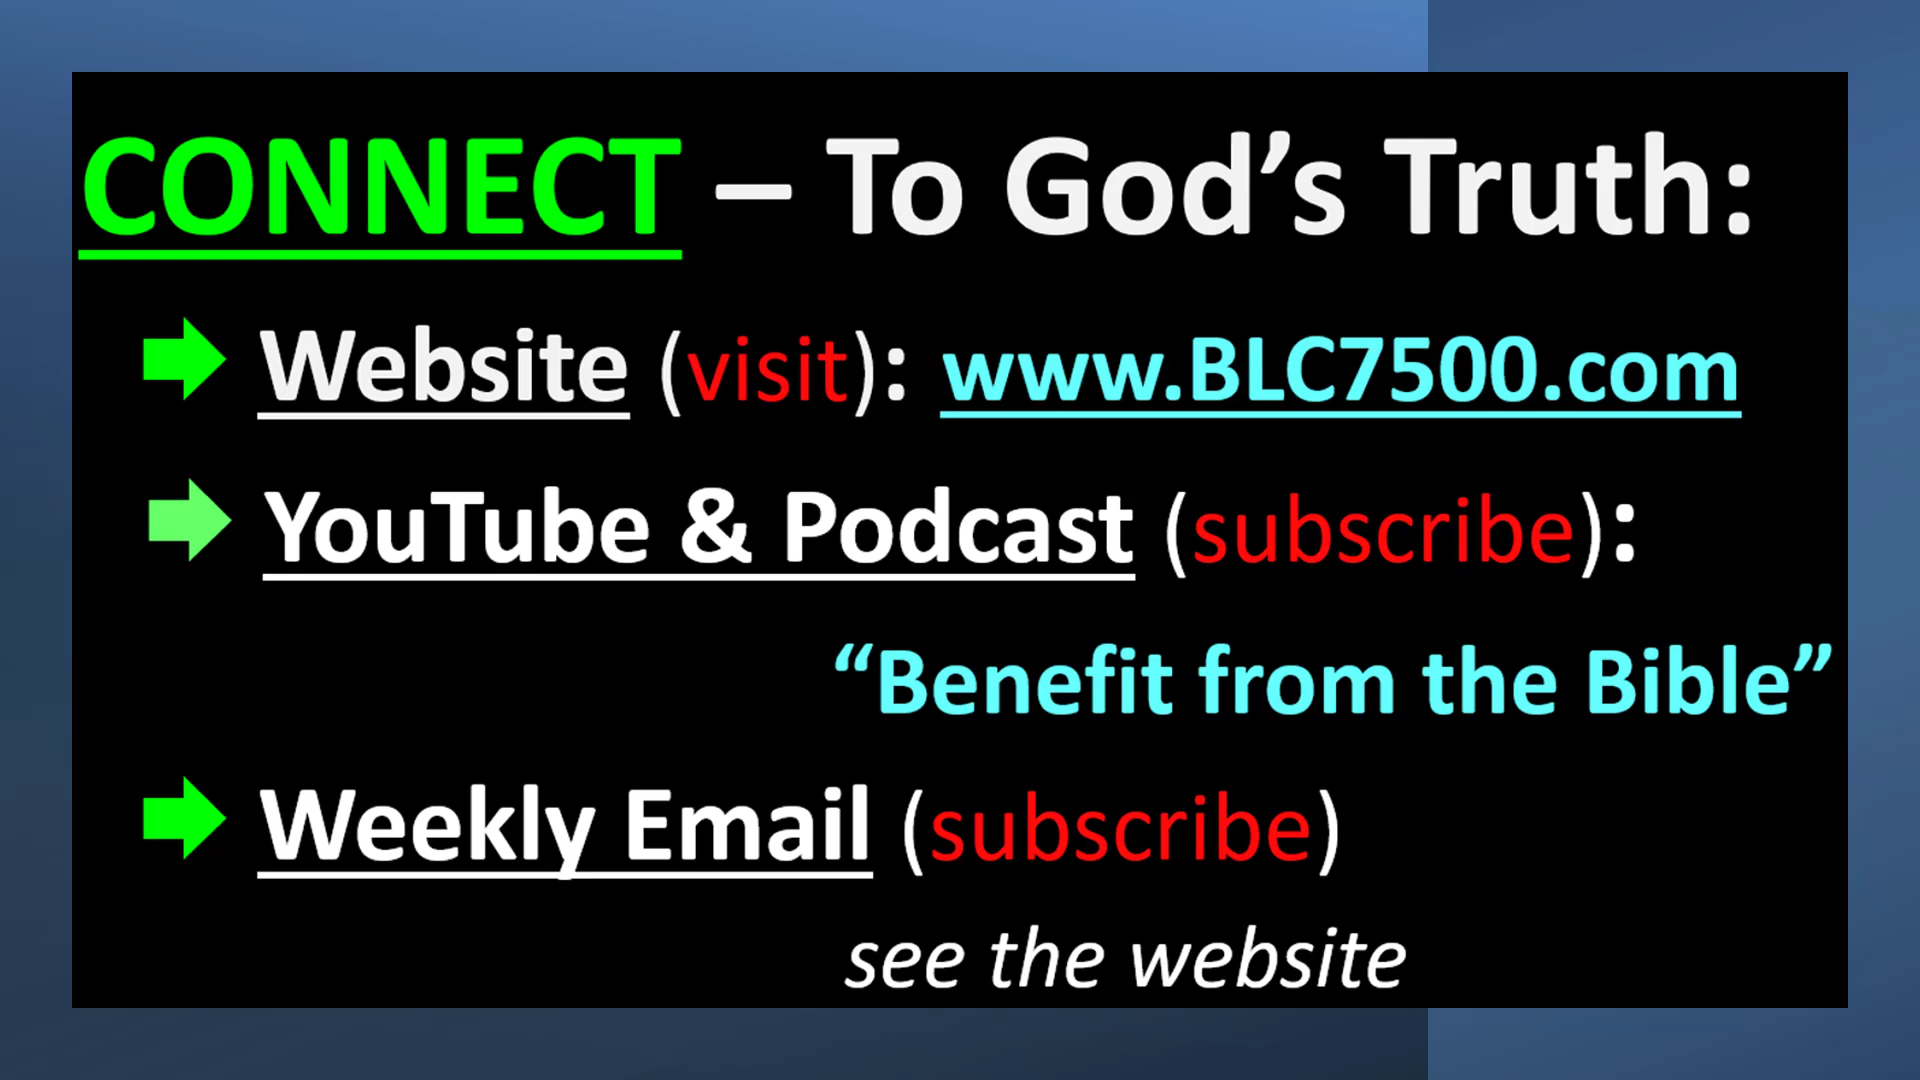 CONNECT – To God’s Truth:
Website (visit): www.BLC7500.com
YouTube & Podcast (subscribe):
“Benefit from the Bible”
Weekly Email (subscribe)
see the website